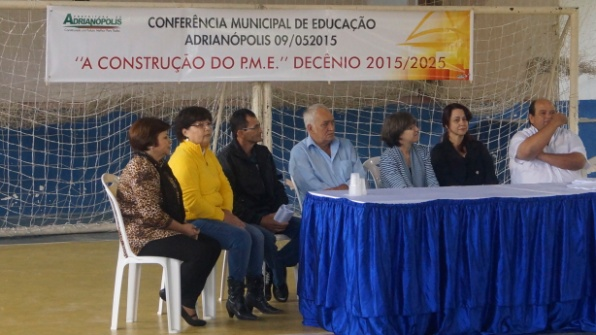 ADRIANÓPOLIS
CONFERÊNCIA MUNICIPAL DE EDUCAÇÃO
ADRIANÓPOLIS 09/052015
"A CONSTRUÇÃO DO P.M.E." DECÊNIO 2015/2025